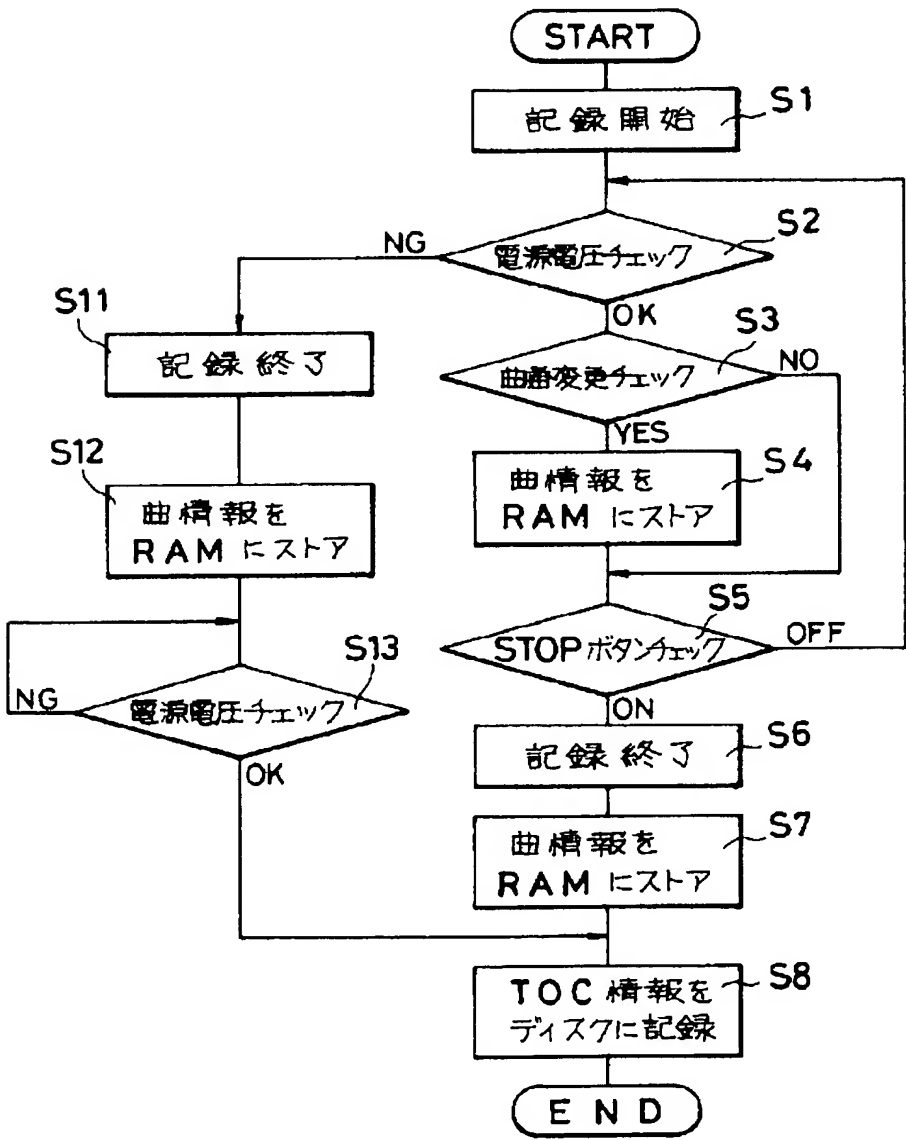 START
記録開始
S1
電源電圧チェック
S2
NG
OK
曲番変更チェック
S3
NO
YES
曲情報を
RAMにストア
S4
STOPボタンチェック
S5
OFF
ON
記録終了
S6
曲情報を
RAMにストア
S7
TOC情報を
ディスクに記録
S8
END
S11
記録終了
S12
曲情報を
RAMにストア
S13
電源電圧チェック
NG
OK